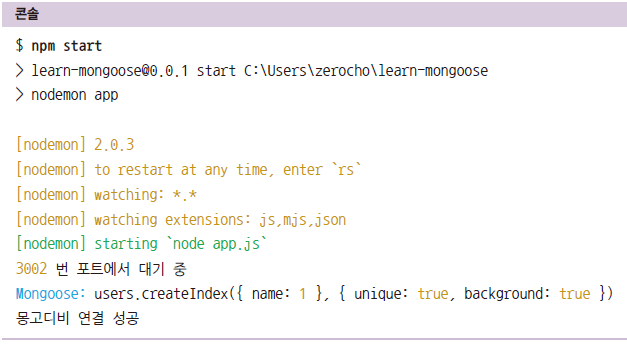 콘솔
$ npm start
> learn-mongoose@0.0.1 start C:\Users\zerocho\learn-mongoose
> nodemon app
[nodemon] 2.0.3
[nodemon] to restart at any time, enter `rs`
[nodemon] watching: *.*
[nodemon] watching extensions: js,mjs,json
[nodemon] starting `node app.js`
3002 번 포트에서 대기 중
Mongoose: users.createIndex({ name: 1 }, { unique: true, background: true })
몽고디비 연결 성공